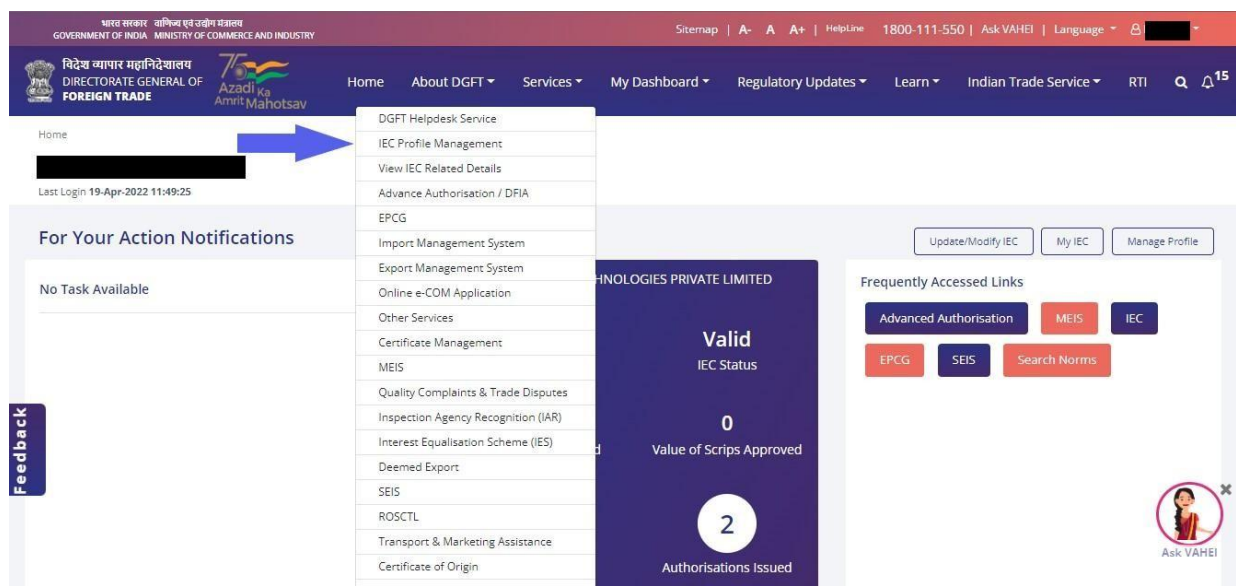 भारत सरकार वाणिज्य एवं उद्योग मंत्रालय
GOVERNMENT OF INDIA MINISTRY OF COMMERCE AND INDUSTRY
Sitemap | A- A A+ | HelpLine 1800-111-550 | Ask VAHEI | Language
विदेश व्यापार महानिदेशालय
DIRECTORATE GENERAL OF
FOREIGN TRADE
75
Azadi Ka
Amrit Mahotsav
Home About DGFT Services My Dashboard Regulatory Updates Learn Indian Trade Service RTI 15
Home
Last Login 19-Apr-2022 11:49:25
DGFT Helpdesk Service
IEC Profile Management
View IEC Related Details
Advance Authorisation / DFIA
EPCG
Import Management System
Export Management System
Online e-COM Application
Other Services
Certificate Management
MEIS
Quality Complaints & Trade Disputes
Inspection Agency Recognition (IAR)
Interest Equalisation Scheme (IES)
Deemed Export
SEIS
ROSCTL
Transport & Marketing Assistance
Certificate of Origin
For Your Action Notifications
Update/Modify IEC My IEC Manage Profile
No Task Available
HNOLOGIES PRIVATE LIMITED
Valid
IEC Status
0
d Value of Scrips Approved
2
Authorisations Issued
Frequently Accessed Links
Advanced Authorisation MEIS IEC
EPCG SEIS Search Norms
Feedback
Ask VAHEI